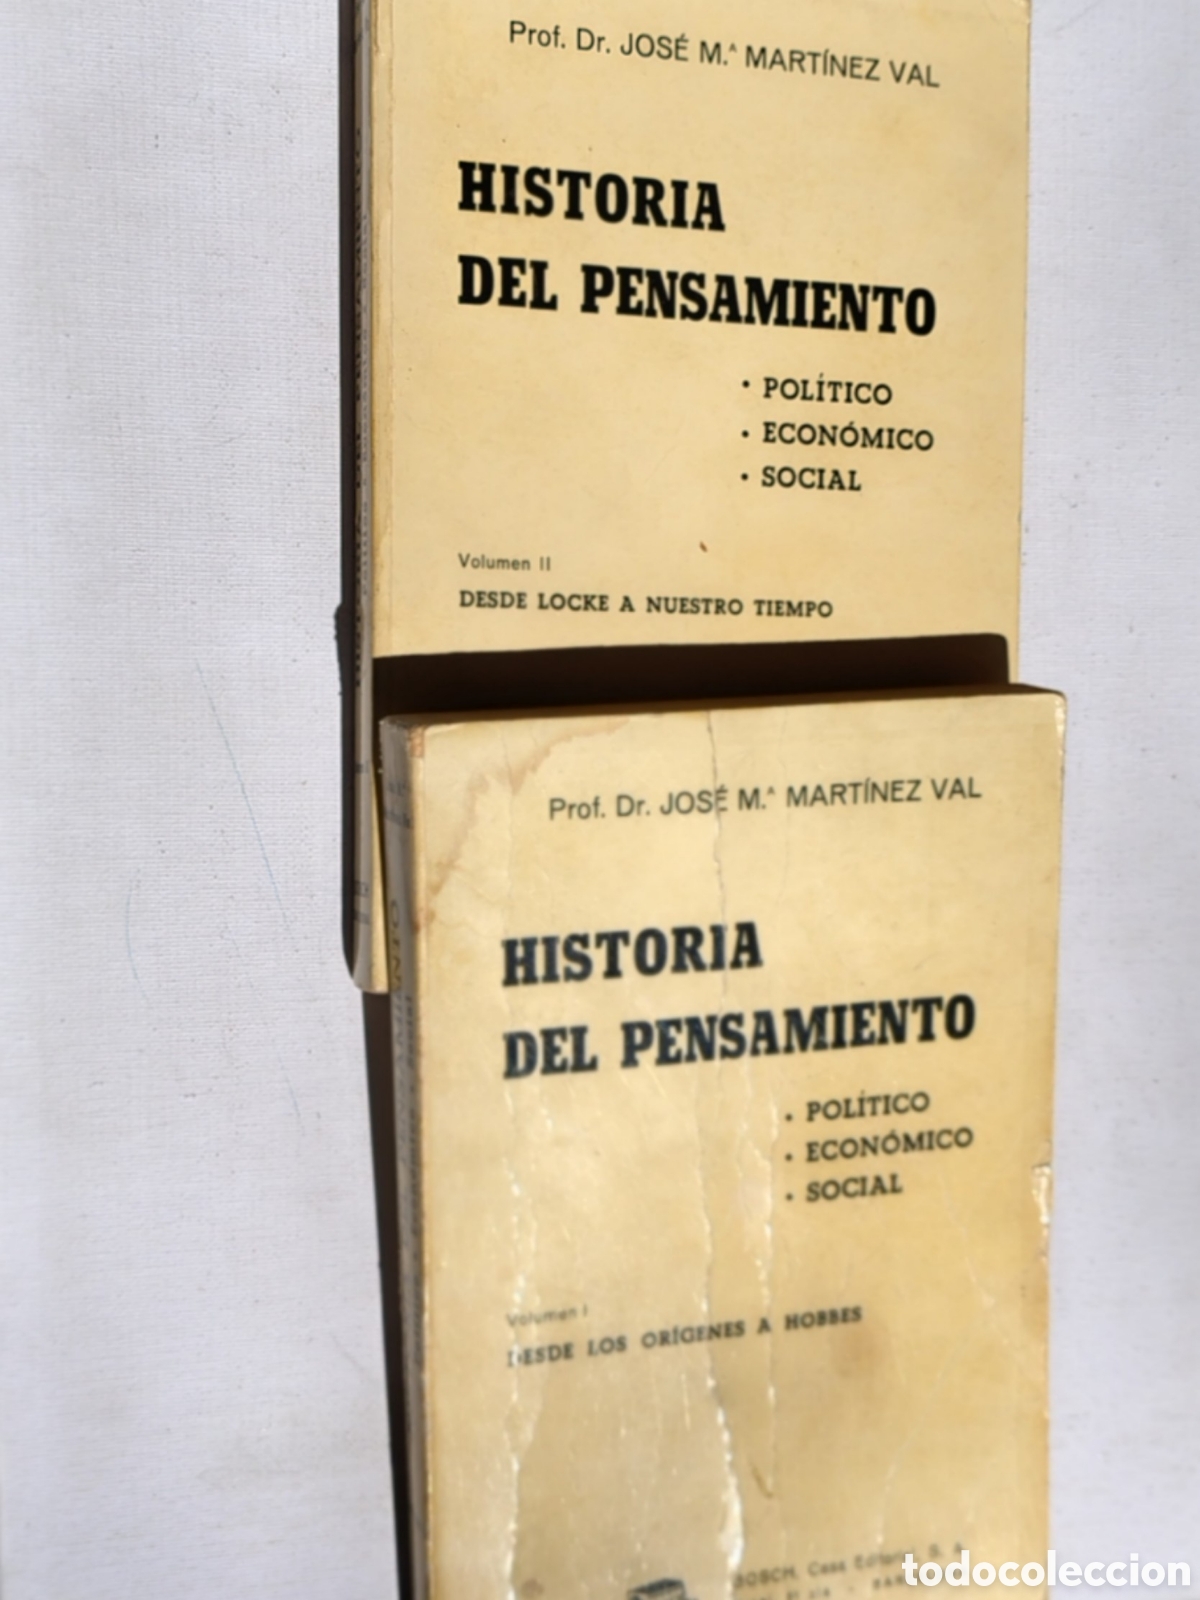 Prof. Dr. JOSÉ M.ª MARTÍNEZ VAL
HISTORIA
DEL PENSAMIENTO
• POLÍTICO
• ECONÓMICO
• SOCIAL
Volumen II
DESDE LOCKE A NUESTRO TIEMPO
Prof. Dr. JOSÉ M.ª MARTÍNEZ VAL
HISTORIA
DEL PENSAMIENTO
• POLÍTICO
• ECONÓMICO
• SOCIAL
Volumen I
DESDE LOS ORÍGENES A HOBBES
BOSCH, Casa Editorial, S. A.
todocoleccion